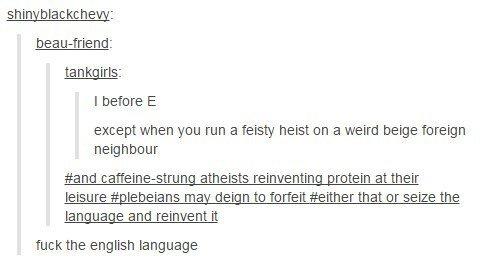 shinyblackchevy:
beau-friend:
tankgirls:
I before E
except when you run a feisty heist on a weird beige foreign
neighbour
#and caffeine-strung atheists reinventing protein at their
leisure #plebeians may deign to forfeit #either that or seize the
language and reinvent it
fuck the english language